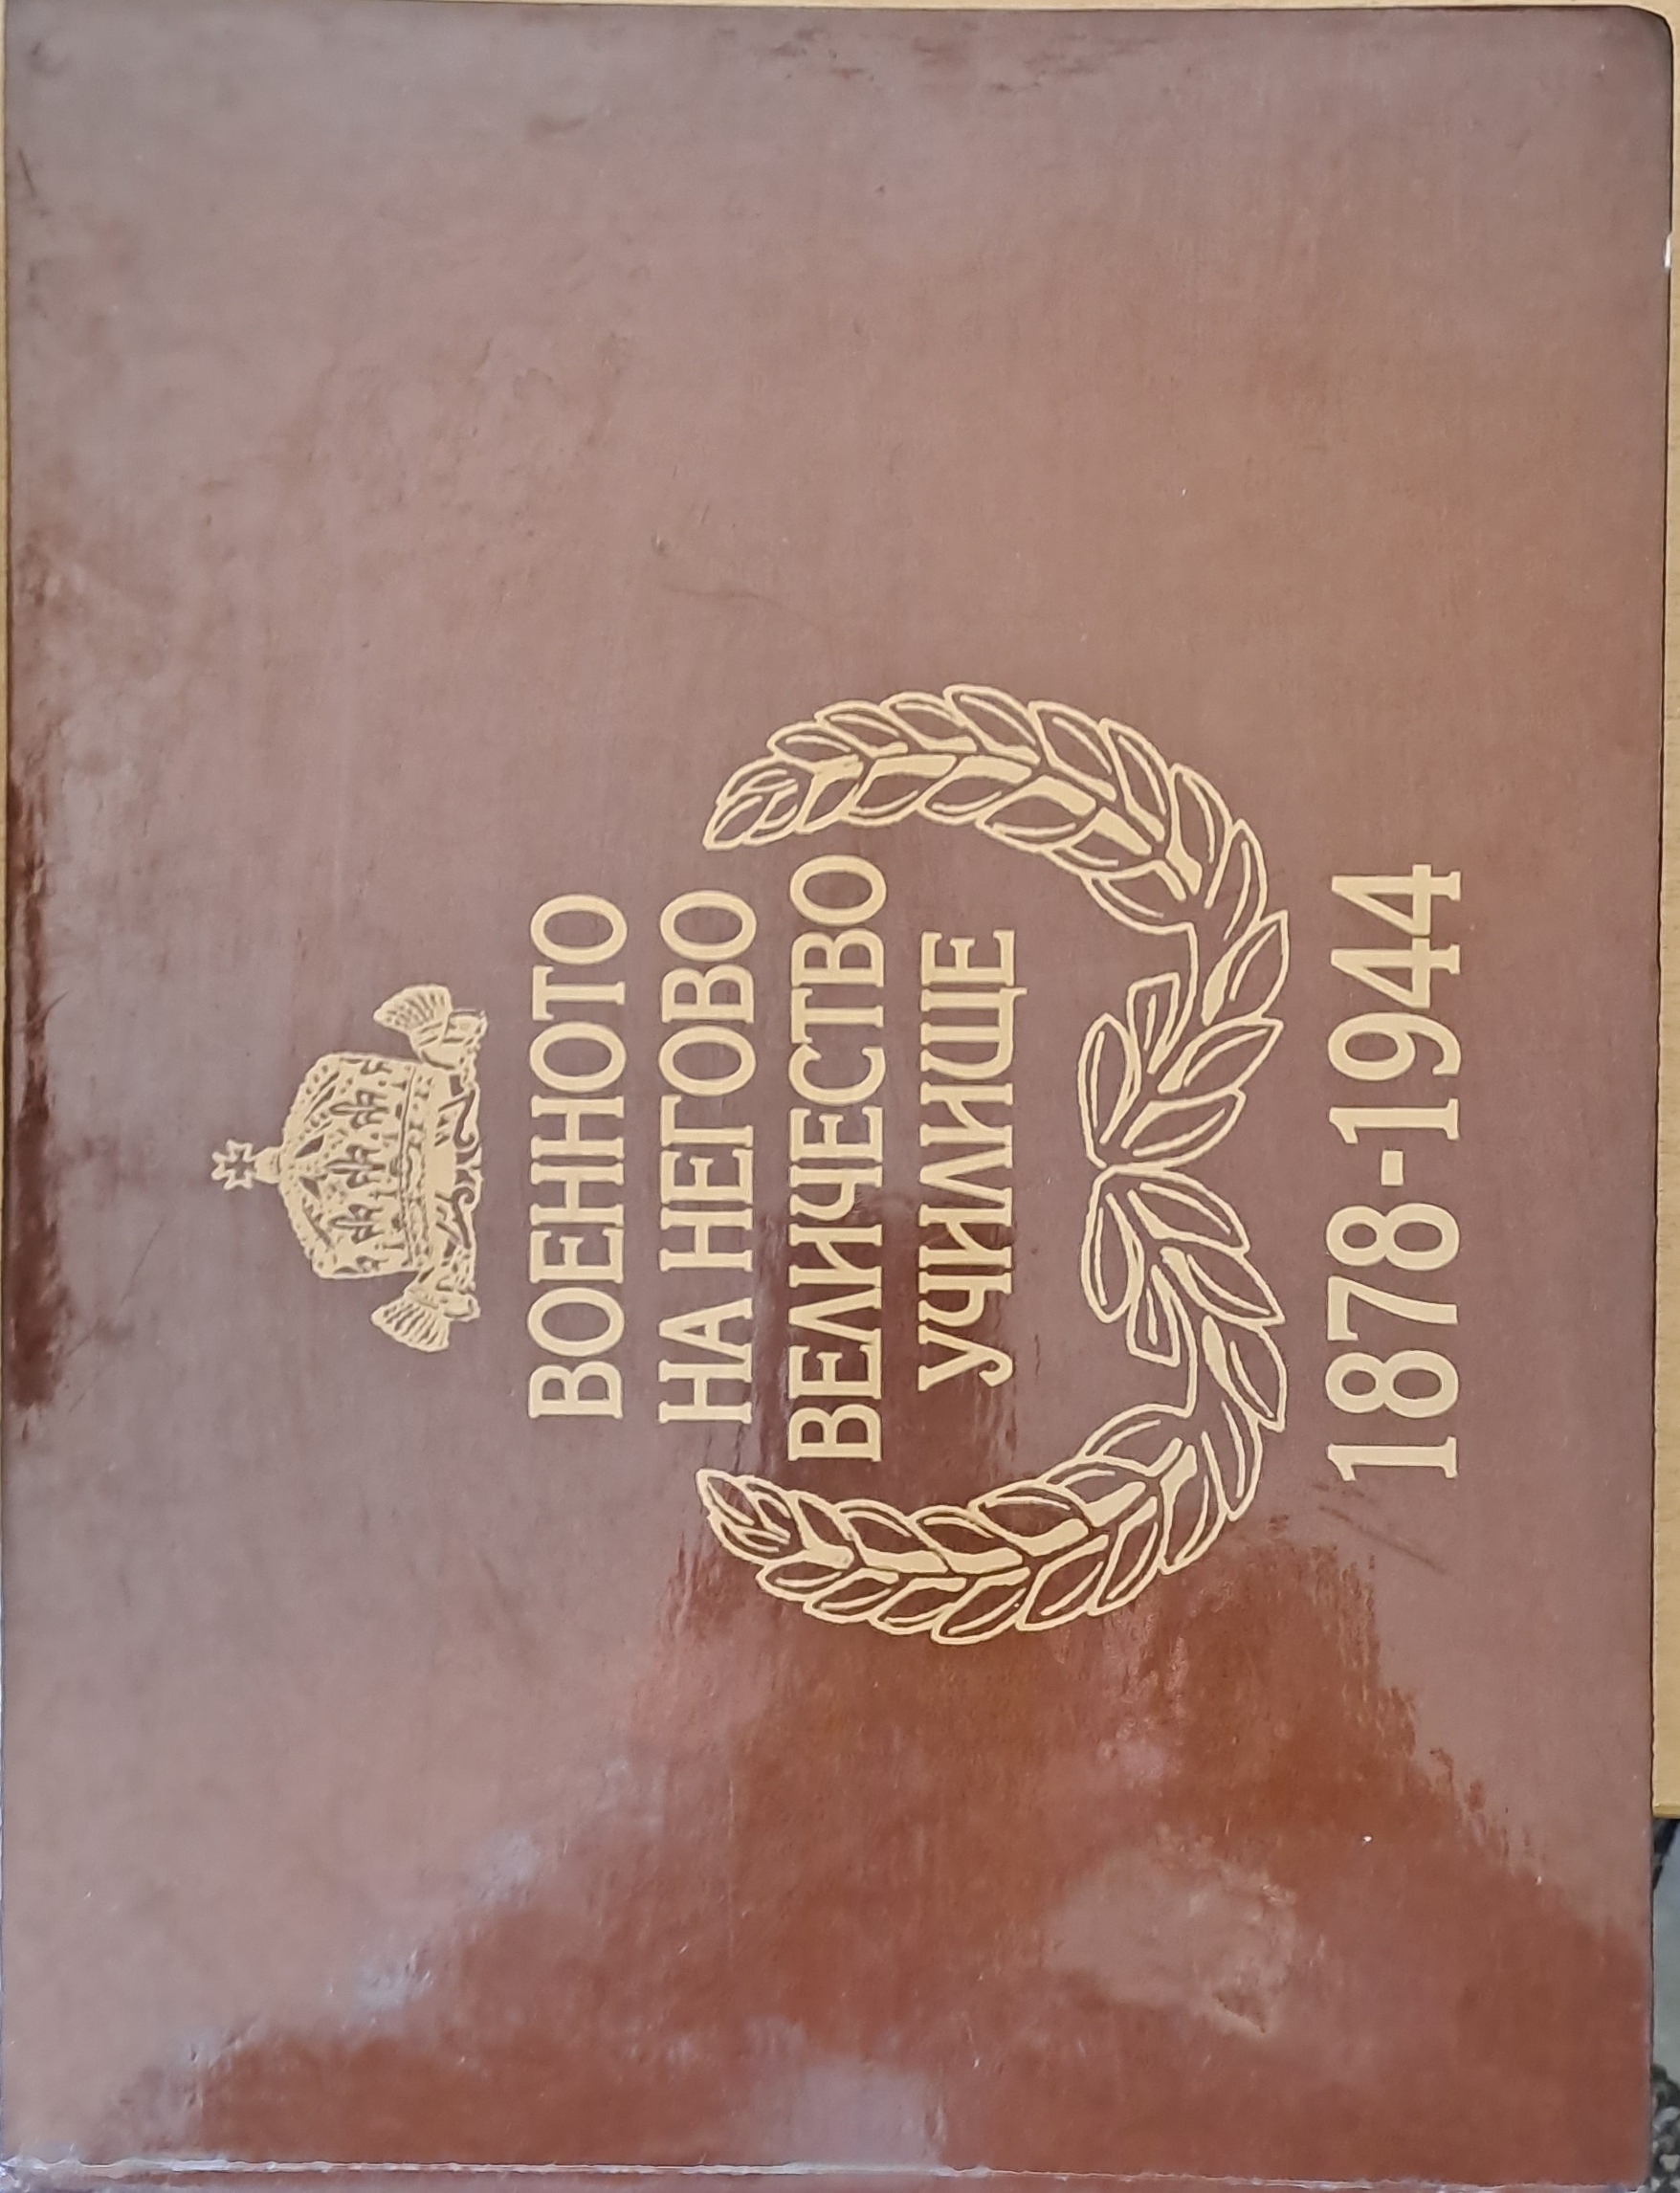 ВОЕННОТО
НА НЕГОВО
ВЕЛИЧЕСТВО
УЧИЛИЩЕ
1878-1944